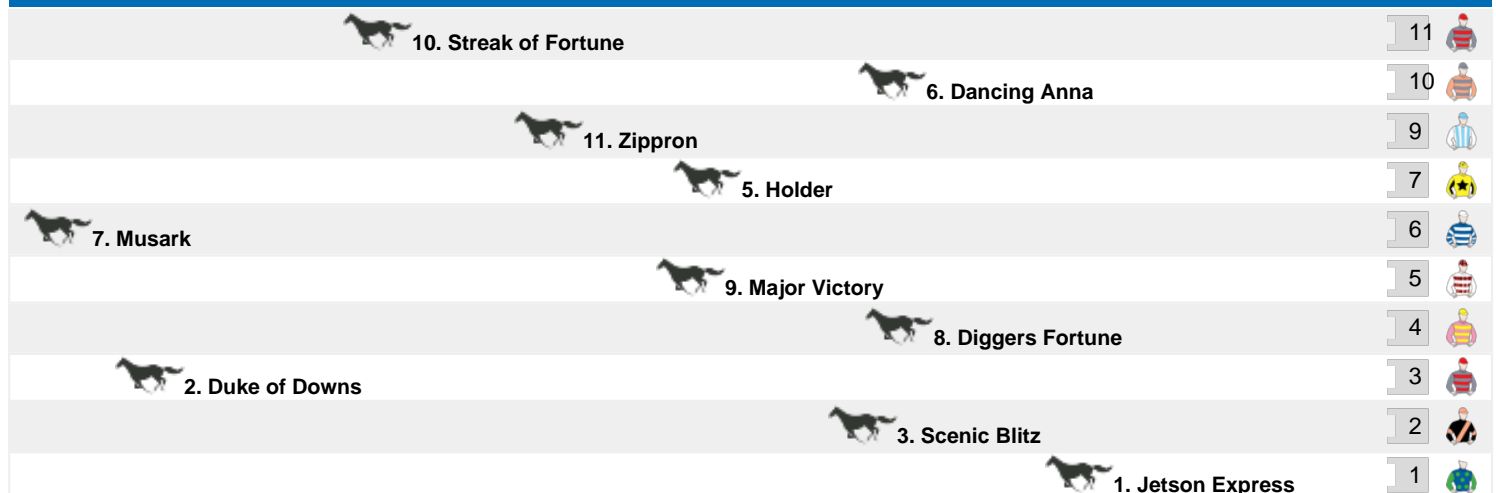 10. Streak of Fortune 11
6. Dancing Anna 10
11. Zippron 9
5. Holder 7
7. Musark 6
9. Major Victory 5
8. Diggers Fortune 4
2. Duke of Downs 3
3. Scenic Blitz 2
1. Jetson Express 1